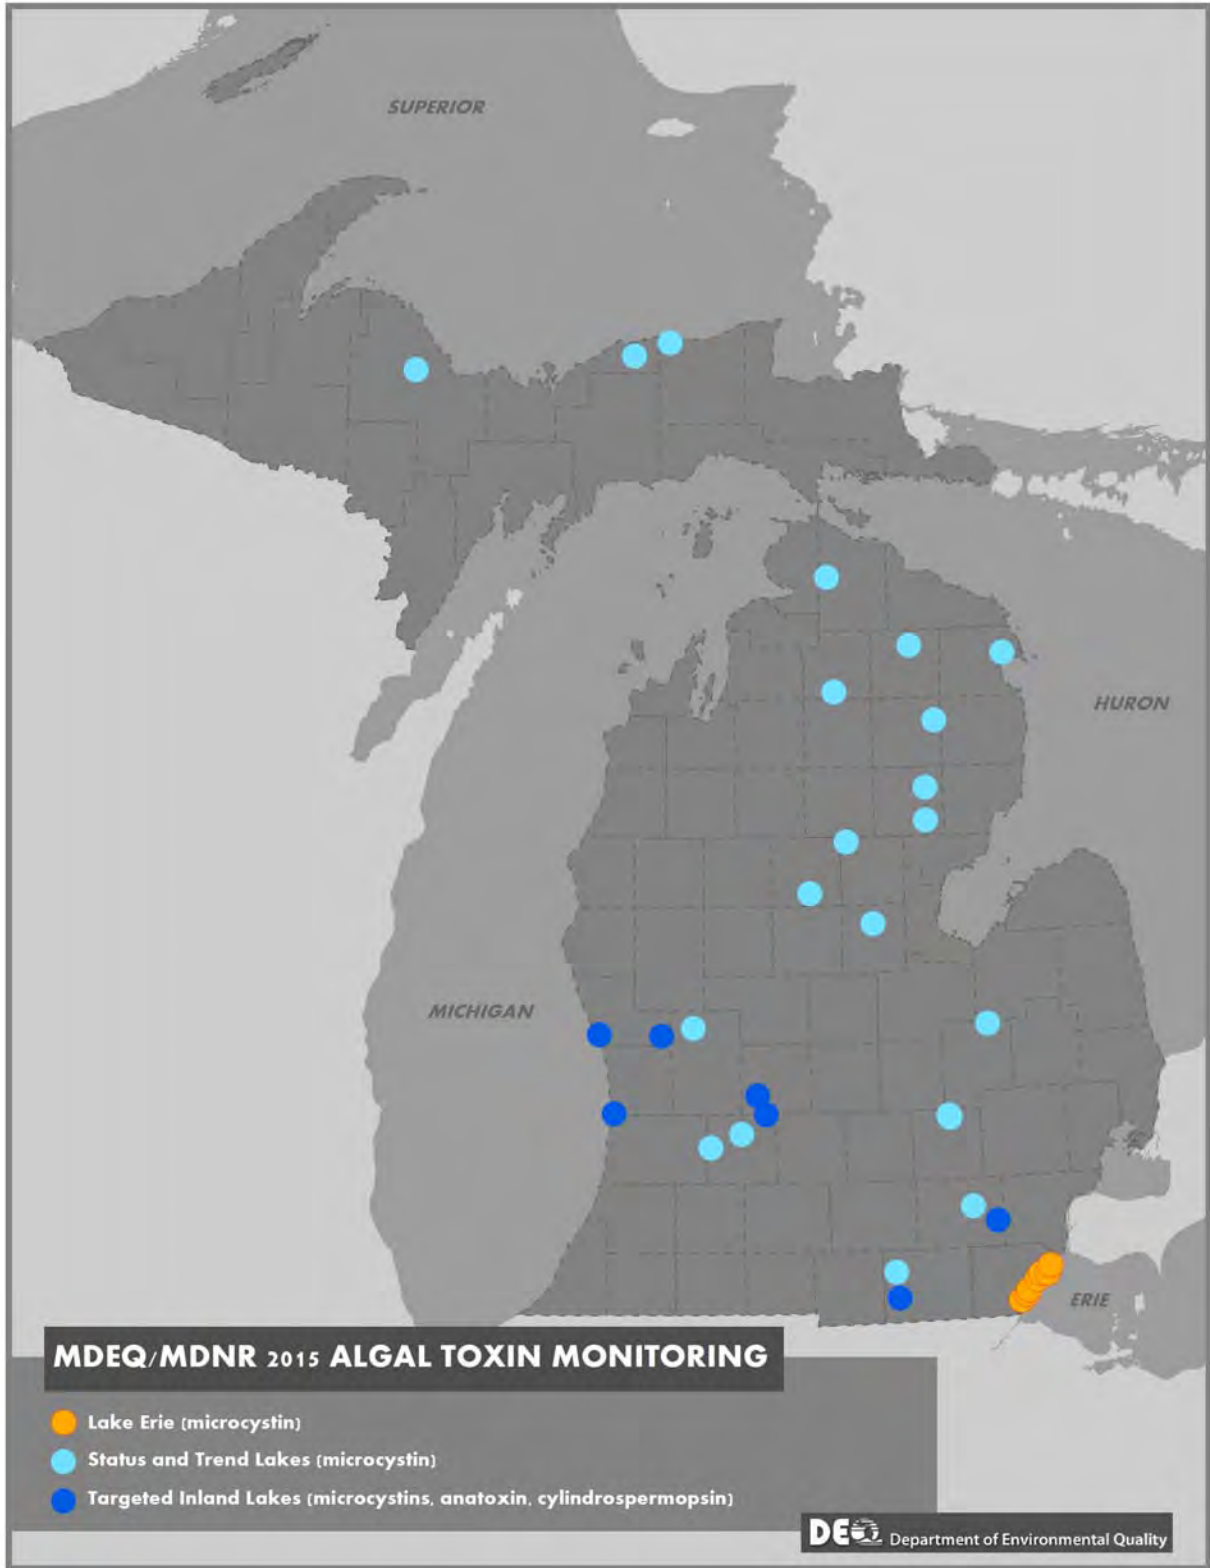 SUPERIOR
HURON
MICHIGAN
ERIE
MDEQ/MDNR 2015 ALGAL TOXIN MONITORING
Lake Erie (microcystin)
Status and Trend Lakes (microcystin)
Targeted Inland Lakes (microcystins, anatoxin, cylindrospermopsin)
DEQ Department of Environmental Quality